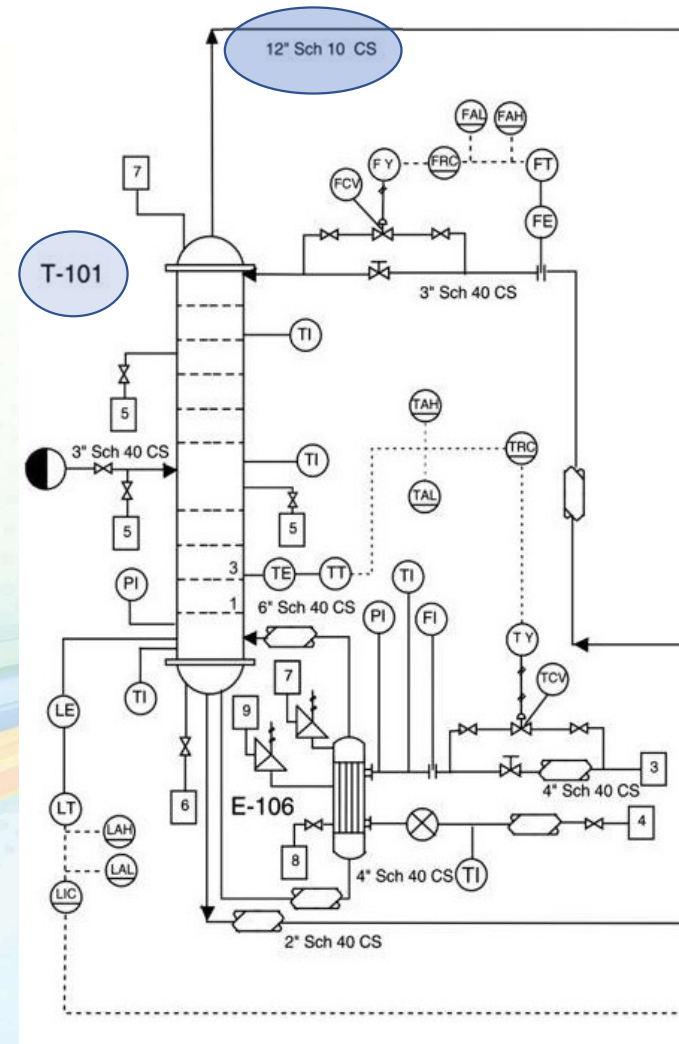 12" Sch 10 CS
FAL
FAH
7
F Y
FRC
FT
FCV
FE
T-101
3" Sch 40 CS
TI
5
TAH
3" Sch 40 CS
TRC
TI
TAL
5
5
3
TE
TT
TI
PI
6" Sch 40 CS
1
PI
FI
T Y
7
TCV
TI
LE
9
3
6
E-106
4" Sch 40 CS
LT
LAH
4
8
LAL
4" Sch 40 CS
TI
LIC
2" Sch 40 CS